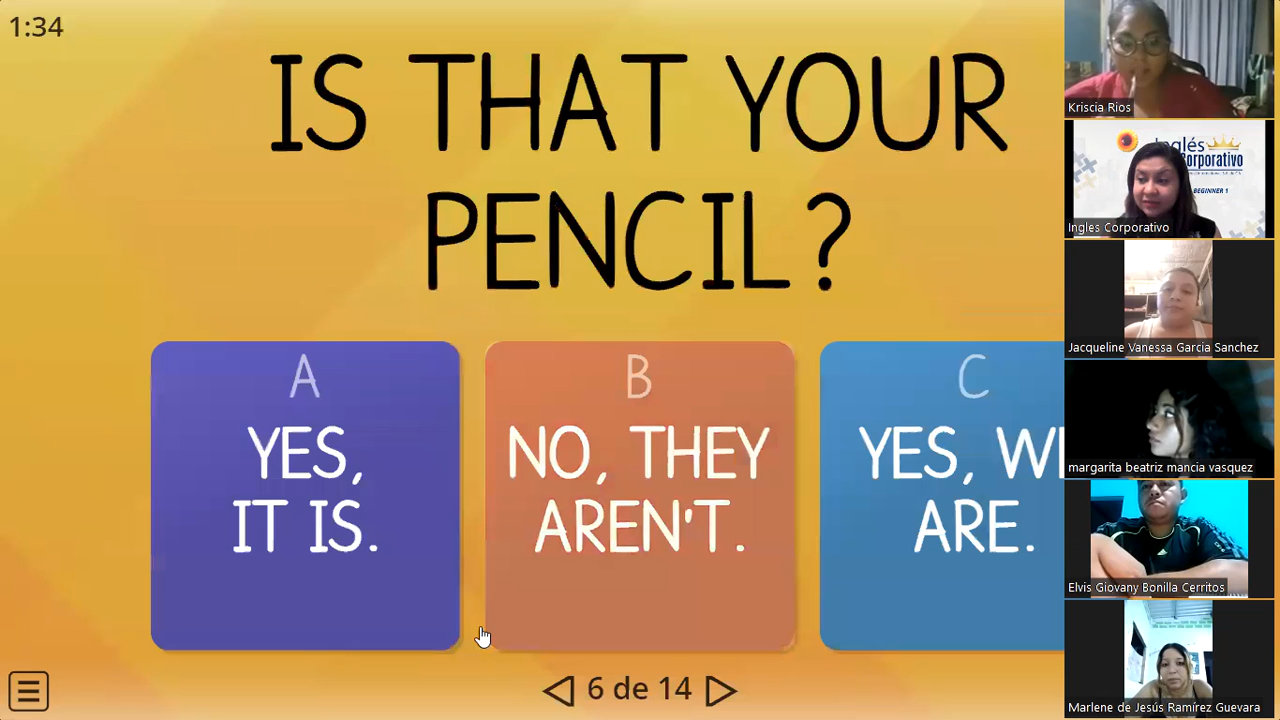 1:34
IS THAT YOUR
PENCIL?
A
YES,
IT IS.
B
NO, THEY
AREN'T.
C
YES, WE
ARE.
6 de 14
Kriscia Rios
Inglés
Corporativo
BEGINNER 1
Ingles Corporativo
Jacqueline Vanessa Garcia Sanchez
margarita beatriz mancia vasquez
Elvis Giovany Bonilla Cerritos
Marlene de Jesús Ramírez Guevara